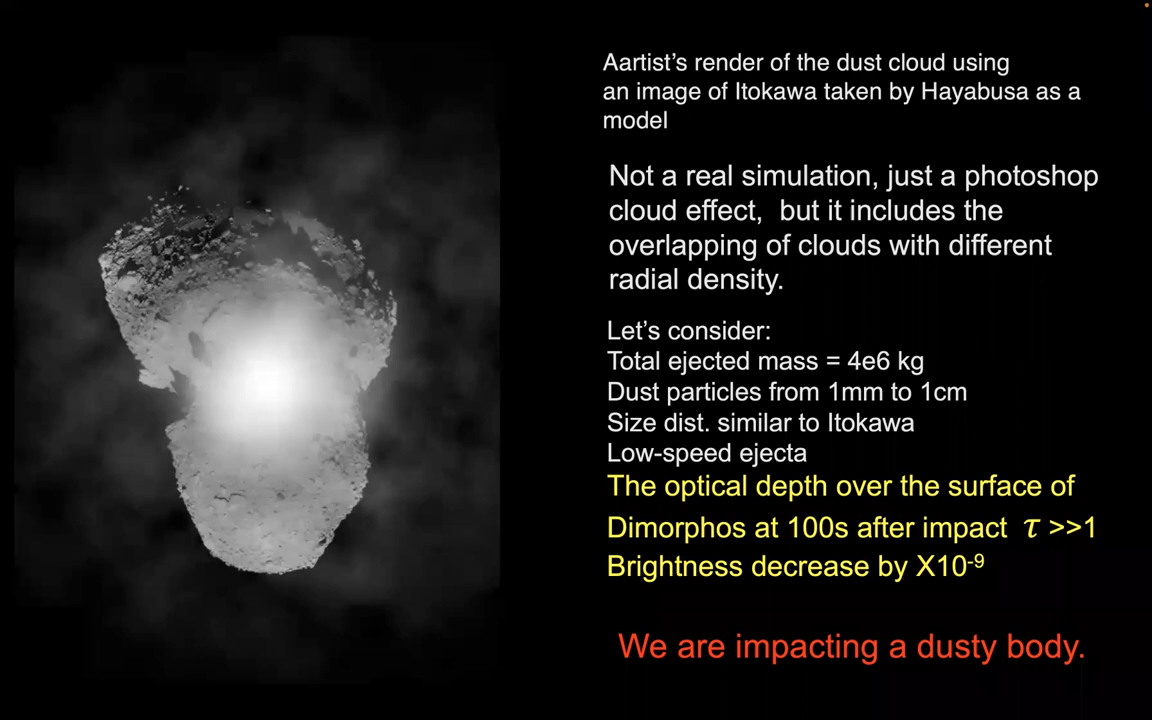 Aartist's render of the dust cloud using
an image of Itokawa taken by Hayabusa as a
model
Not a real simulation, just a photoshop
cloud effect,  but it includes the
overlapping of clouds with different
radial density.
Let's consider:
Total ejected mass = 4e6 kg
Dust particles from 1mm to 1cm
Size dist. similar to Itokawa
Low-speed ejecta
The optical depth over the surface of
Dimorphos at 100s after impact  τ >>1
Brightness decrease by X10⁻⁹
We are impacting a dusty body.